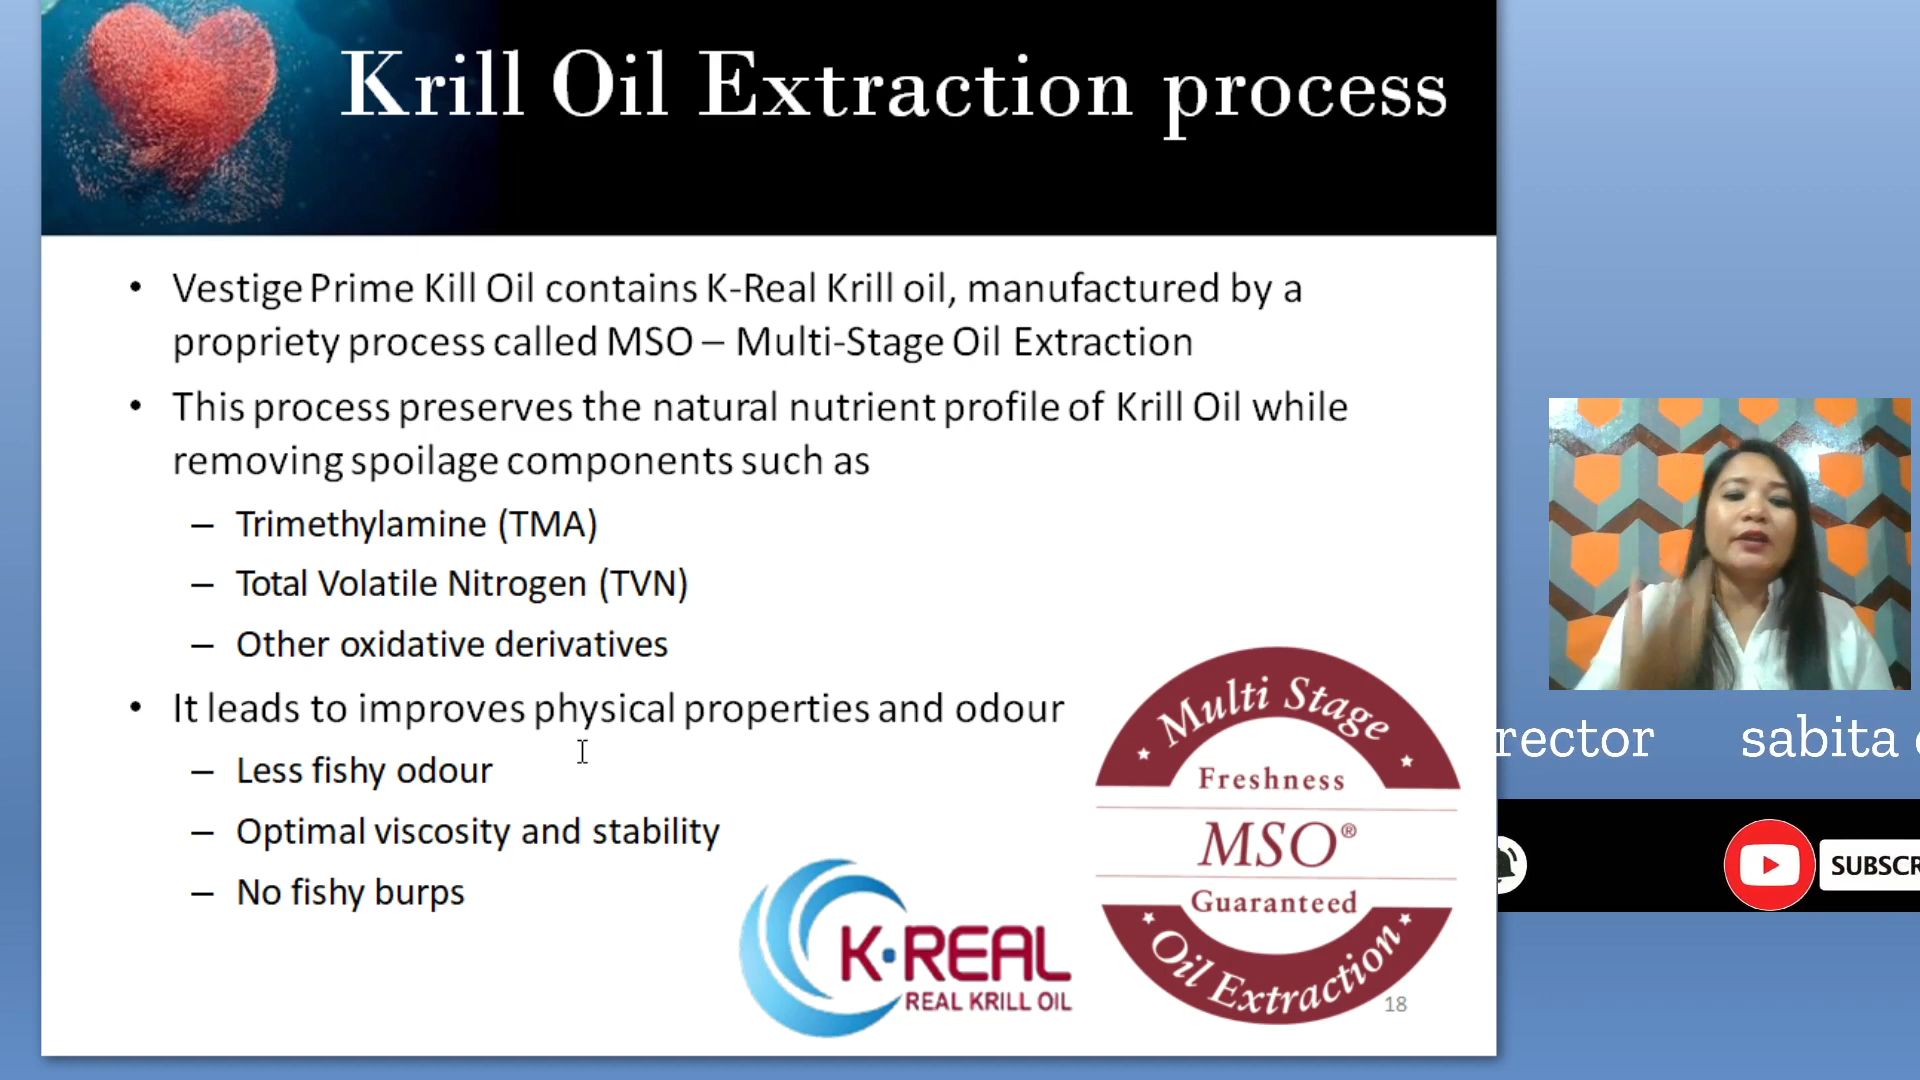 Krill Oil Extraction process
• Vestige Prime Kill Oil contains K-Real Krill oil, manufactured by a
propriety process called MSO – Multi-Stage Oil Extraction
• This process preserves the natural nutrient profile of Krill Oil while
removing spoilage components such as
– Trimethylamine (TMA)
– Total Volatile Nitrogen (TVN)
– Other oxidative derivatives
• It leads to improves physical properties and odour
– Less fishy odour
– Optimal viscosity and stability
– No fishy burps
K·REAL
REAL KRILL OIL
Multi Stage
Freshness
MSO®
Guaranteed
Oil Extraction
18
rector sabita
SUBSCR